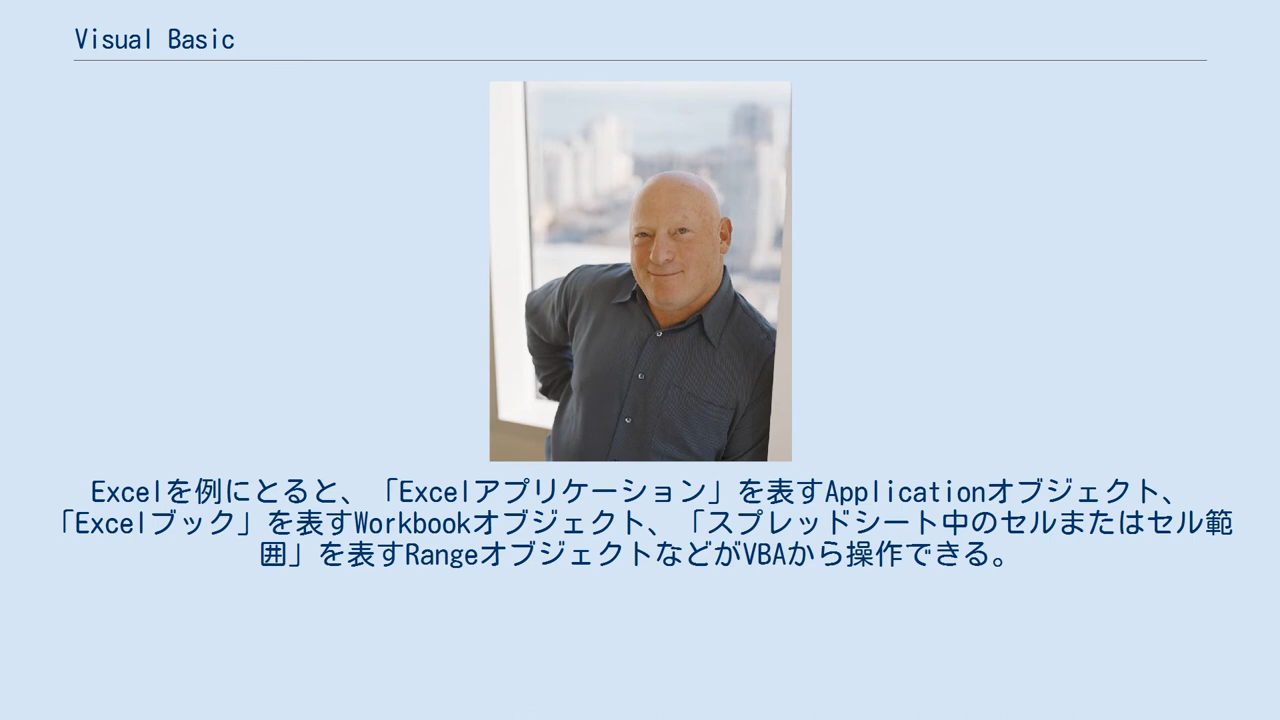 Visual Basic
Excelを例にとると、「Excelアプリケーション」を表すApplicationオブジェクト、
「Excelブック」を表すWorkbookオブジェクト、「スプレッドシート中のセルまたはセル範
囲」を表すRangeオブジェクトなどがVBAから操作できる。